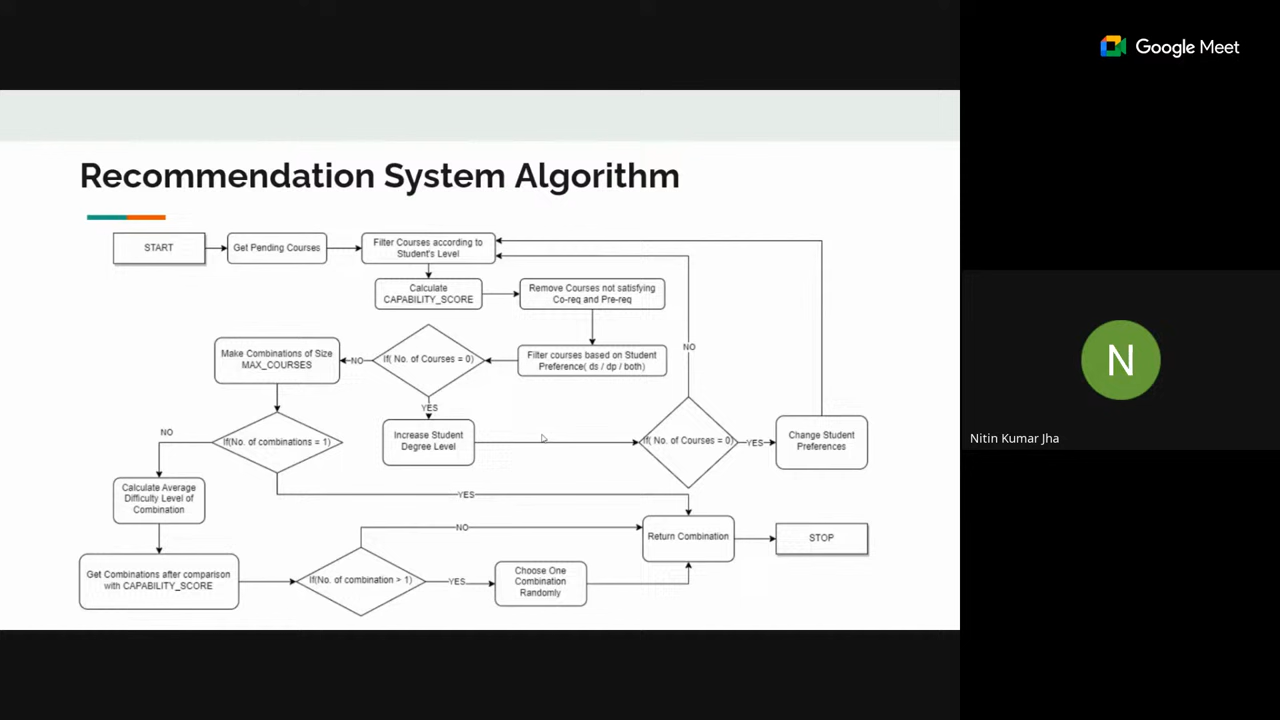 Google Meet
Recommendation System Algorithm
START
Get Pending Courses
Filter Courses according to
Student's Level
Calculate
CAPABILITY_SCORE
Remove Courses not satisfying
Co-req and Pre-req
Make Combinations of Size
MAX_COURSES
NO
If( No. of Courses = 0)
Filter courses based on Student
Preference( ds / dp / both)
NO
YES
NO
If(No. of combinations = 1)
Increase Student
Degree Level
If( No. of Courses = 0)
YES
Change Student
Preferences
Nitin Kumar Jha
N
Calculate Average
Difficulty Level of
Combination
YES
NO
Return Combination
STOP
Get Combinations after comparison
with CAPABILITY_SCORE
If(No. of combination > 1)
YES
Choose One
Combination
Randomly